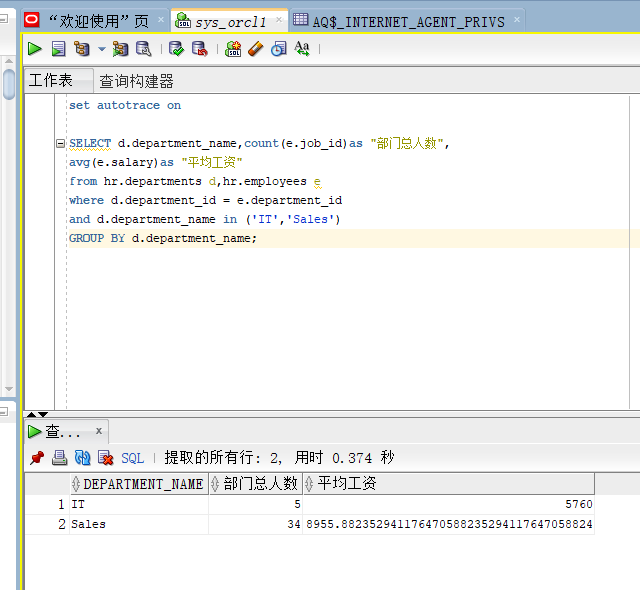 “欢迎使用”页 sys_orcl1 AQ$_INTERNET_AGENT_PRIVS
工作表 查询构建器
set autotrace on
SELECT d.department_name,count(e.job_id)as "部门总人数",
avg(e.salary)as "平均工资"
from hr.departments d,hr.employees e
where d.department_id = e.department_id
and d.department_name in ('IT','Sales')
GROUP BY d.department_name;
查...
SQL 提取的所有行: 2, 用时 0.374 秒
DEPARTMENT_NAME 部门总人数 平均工资
1 IT 5 5760
2 Sales 34 8955.88235294117647058823529411764705882​4